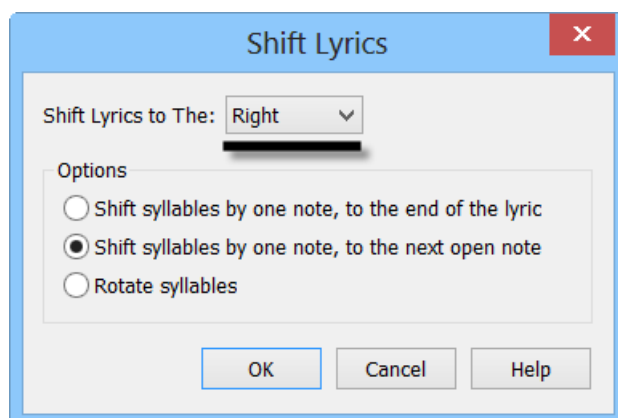 Shift Lyrics
Shift Lyrics to The: Right
Options
Shift syllables by one note, to the end of the lyric
Shift syllables by one note, to the next open note
Rotate syllables
OK Cancel Help